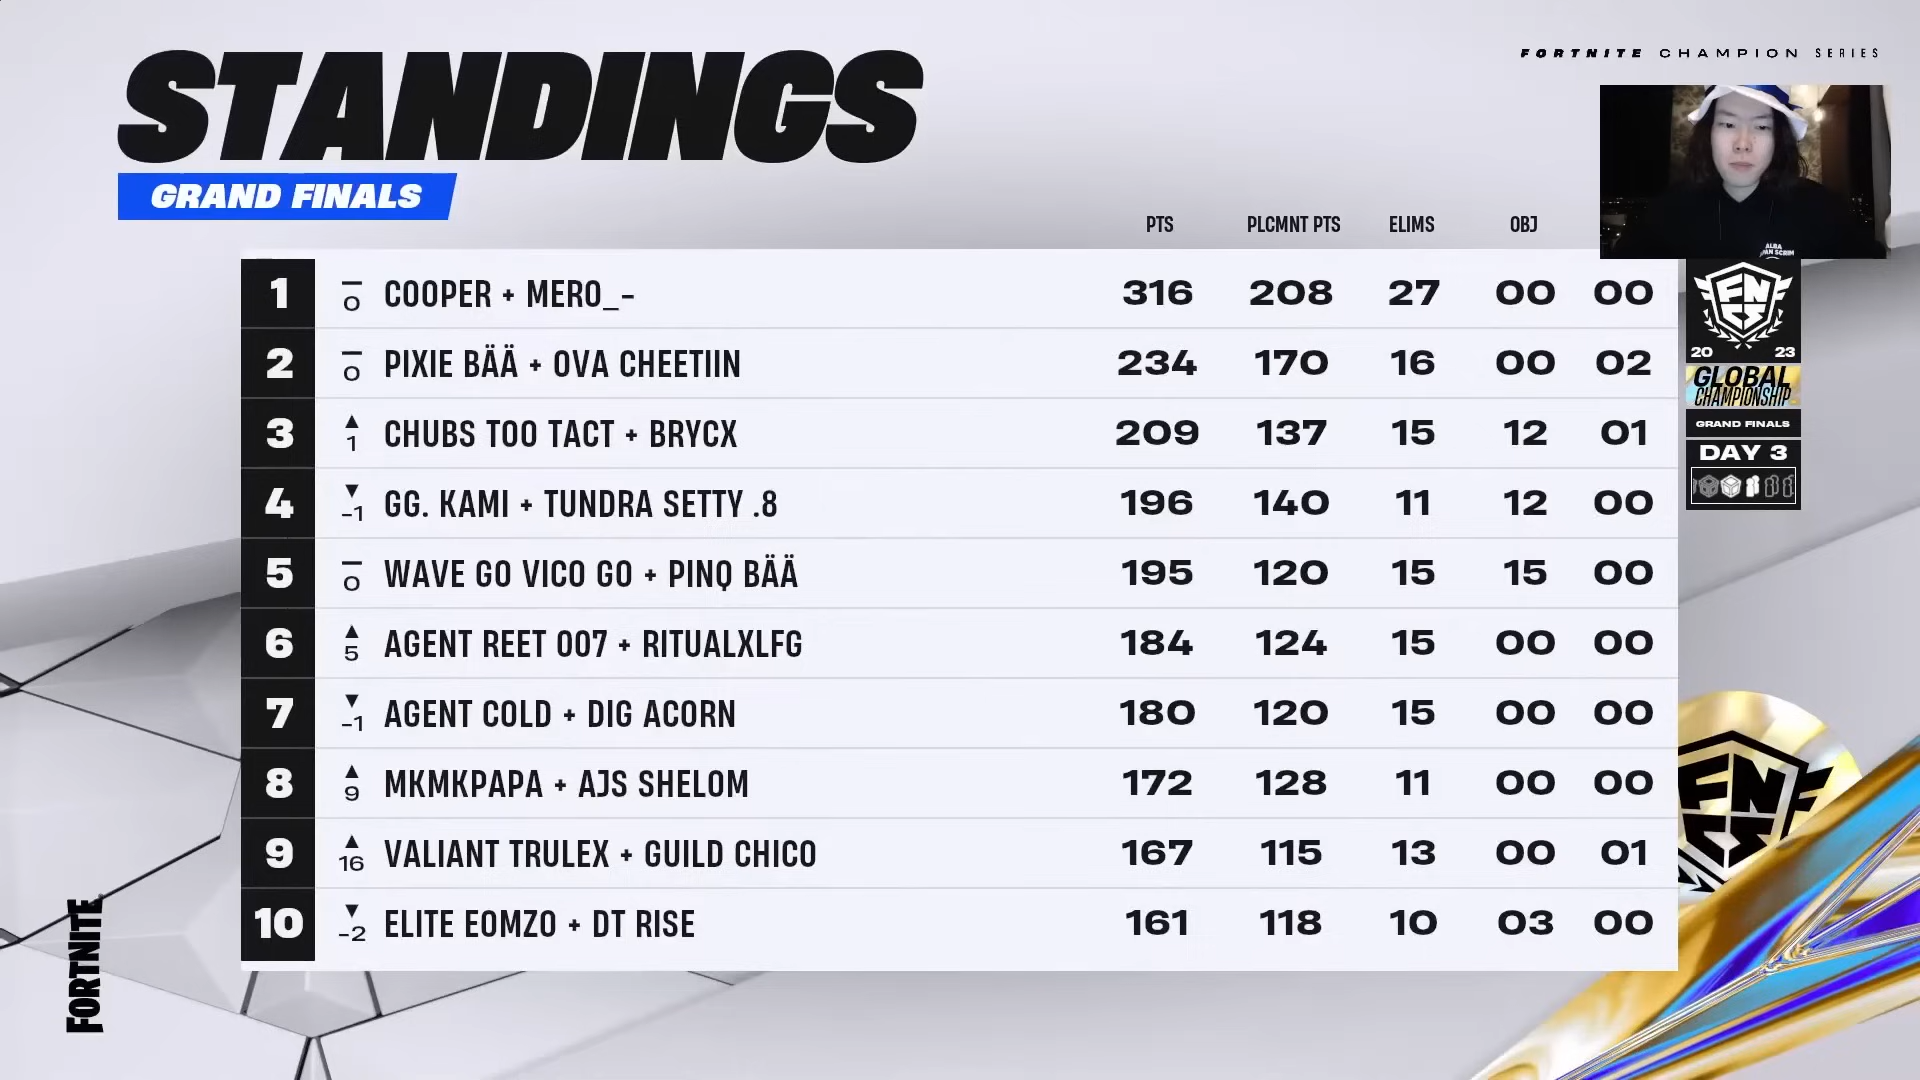 STANDINGS
GRAND FINALS
FORTNITE CHAMPION SERIES
PTS PLCMNT PTS ELIMS OBJ
1 0 COOPER + MERO_- 316 208 27 00 00
2 0 PIXIE BÄÄ + OVA CHEETIIN 234 170 16 00 02
3 1 CHUBS TOO TACT + BRYCX 209 137 15 12 01
4 -1 GG. KAMI + TUNDRA SETTY .8 196 140 11 12 00
5 0 WAVE GO VICO GO + PINQ BÄÄ 195 120 15 15 00
6 5 AGENT REET 007 + RITUALXLFG 184 124 15 00 00
7 -1 AGENT COLD + DIG ACORN 180 120 15 00 00
8 9 MKMKPAPA + AJS SHELOM 172 128 11 00 00
9 16 VALIANT TRULEX + GUILD CHICO 167 115 13 00 01
10 -2 ELITE EOMZO + DT RISE 161 118 10 03 00
ALBA
SCRIM
FNCS
20 23
GLOBAL
CHAMPIONSHIP
GRAND FINALS
DAY 3
FNCS
FORTNITE